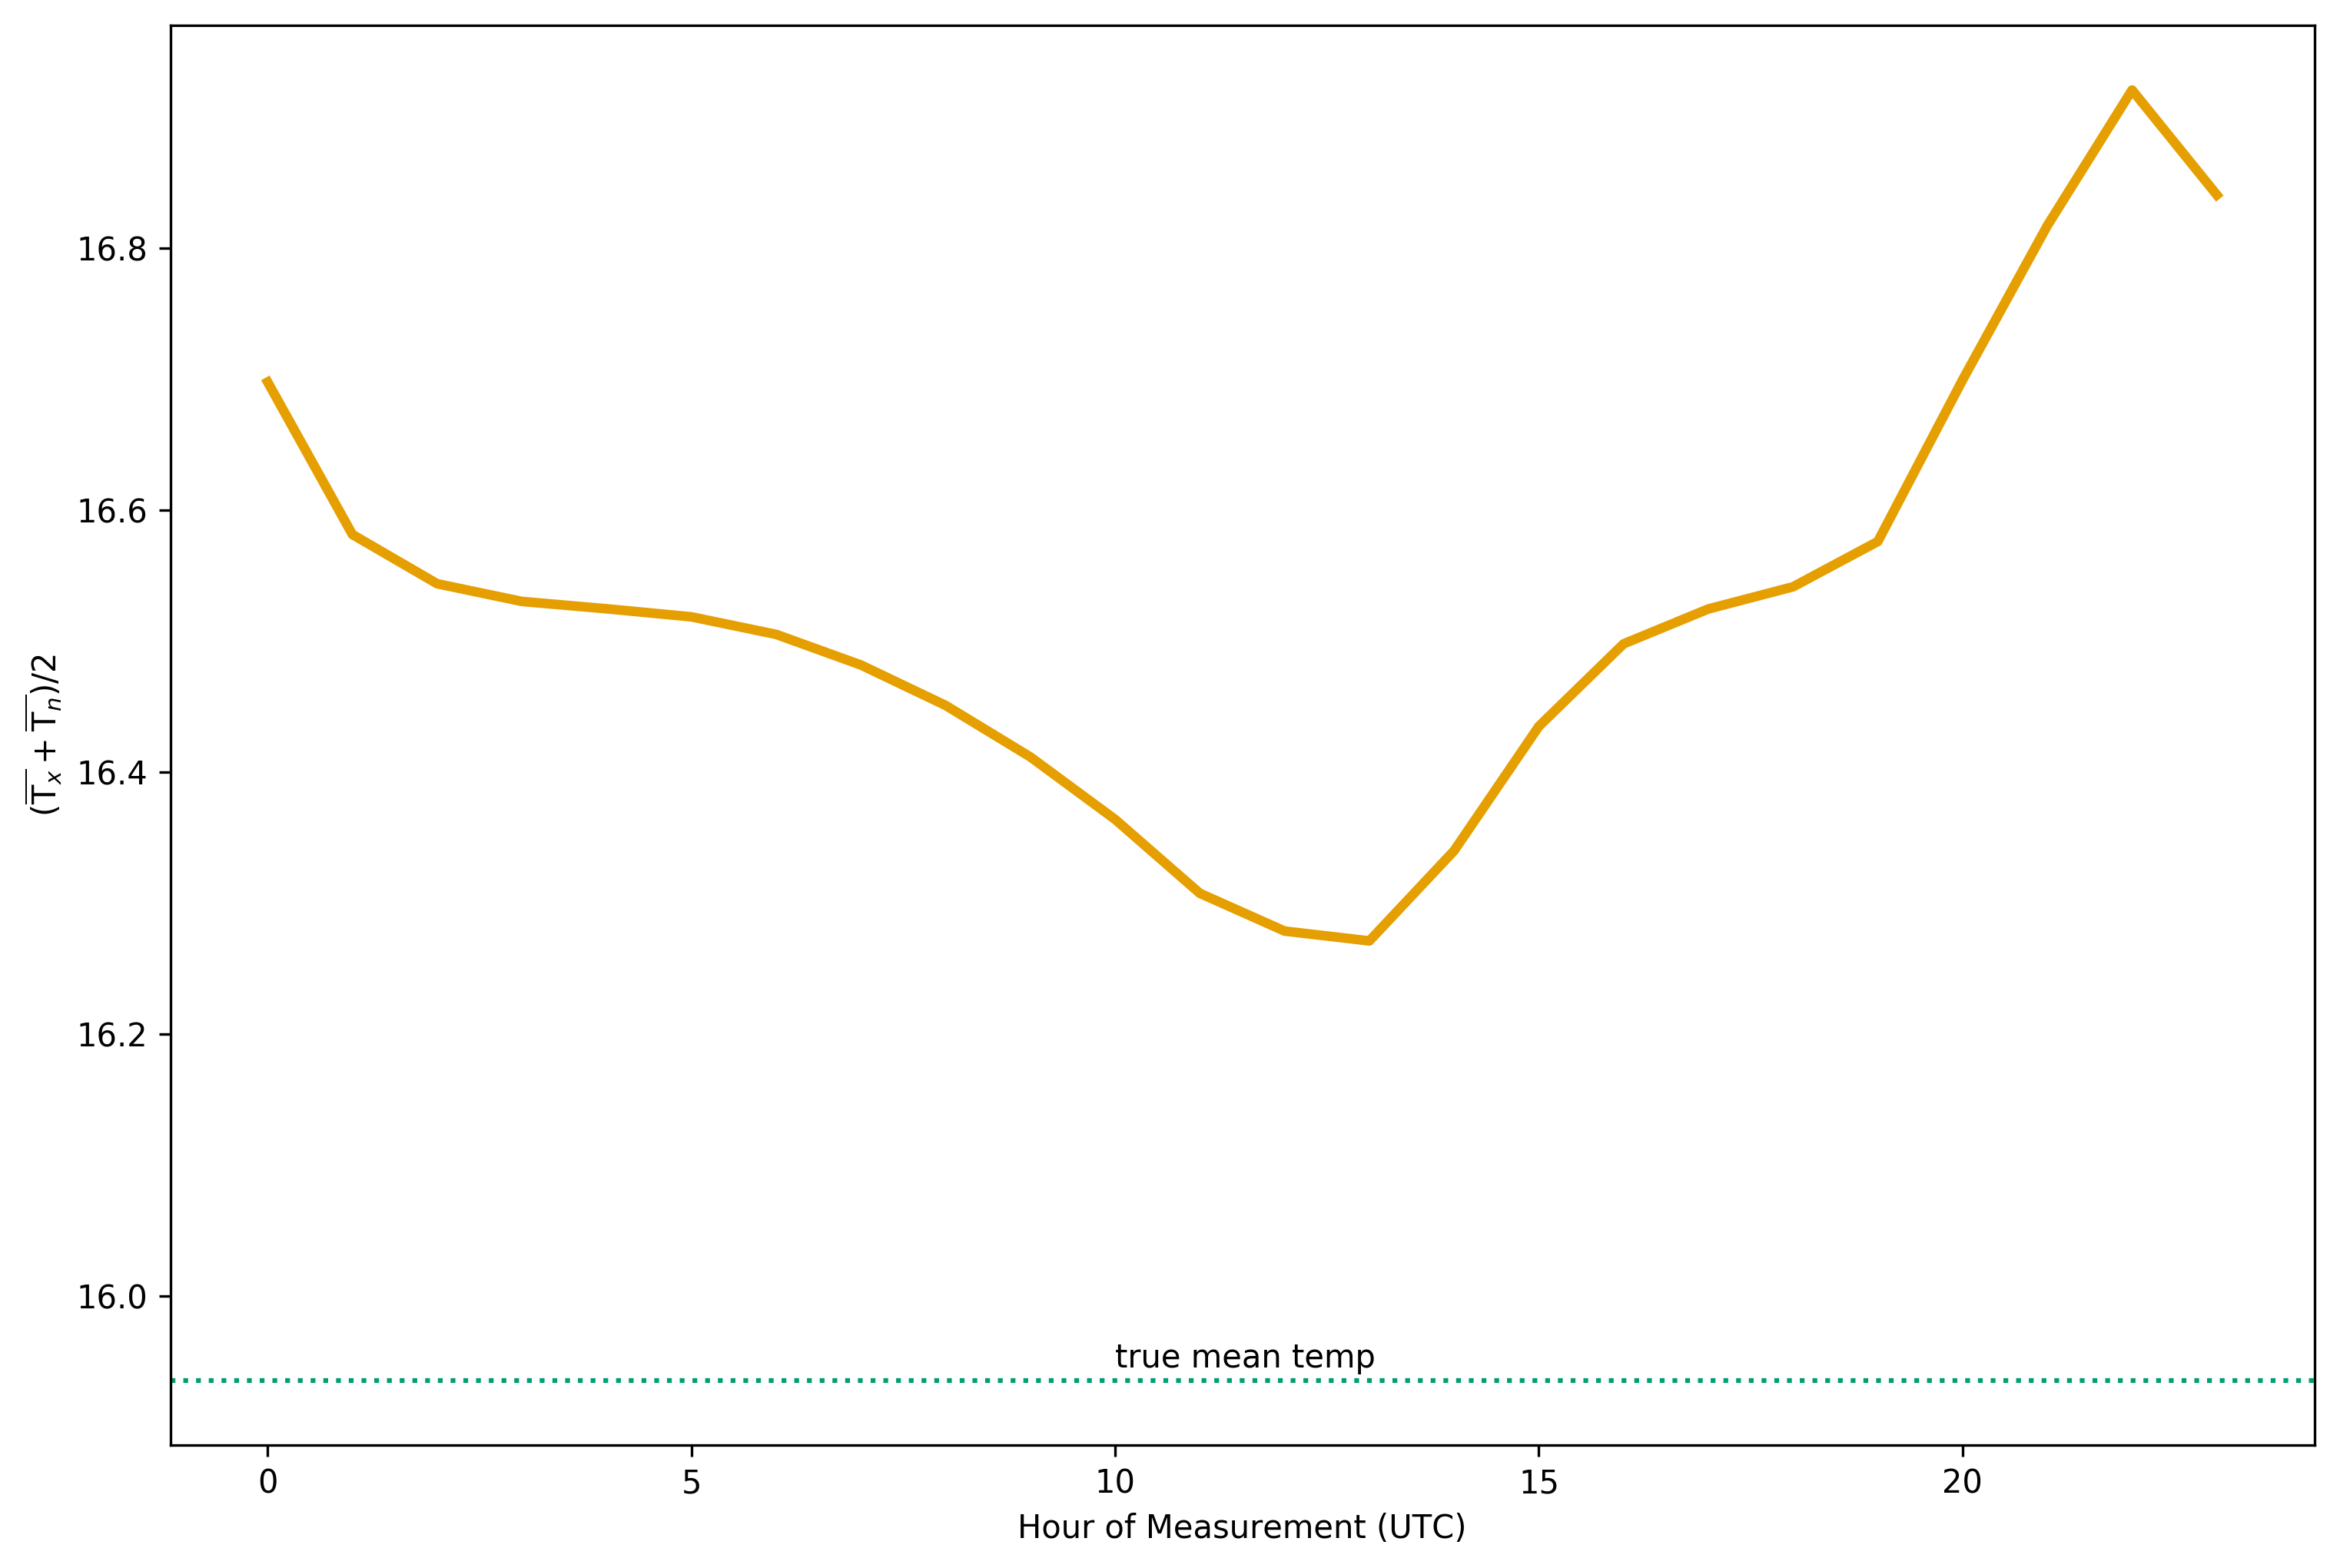 16.8
16.6
16.4
16.2
16.0
(T̅ₓ + T̅ₙ)/2
true mean temp
0 5 10 15 20
Hour of Measurement (UTC)